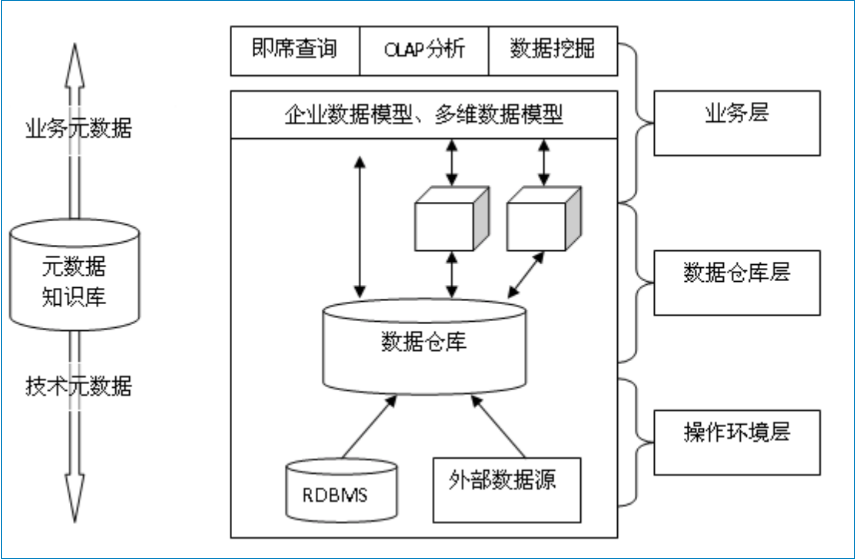 即席查询
OLAP分析
数据挖掘
企业数据模型、多维数据模型
业务层
业务元数据
元数据
知识库
数据仓库层
数据仓库
技术元数据
操作环境层
RDBMS
外部数据源